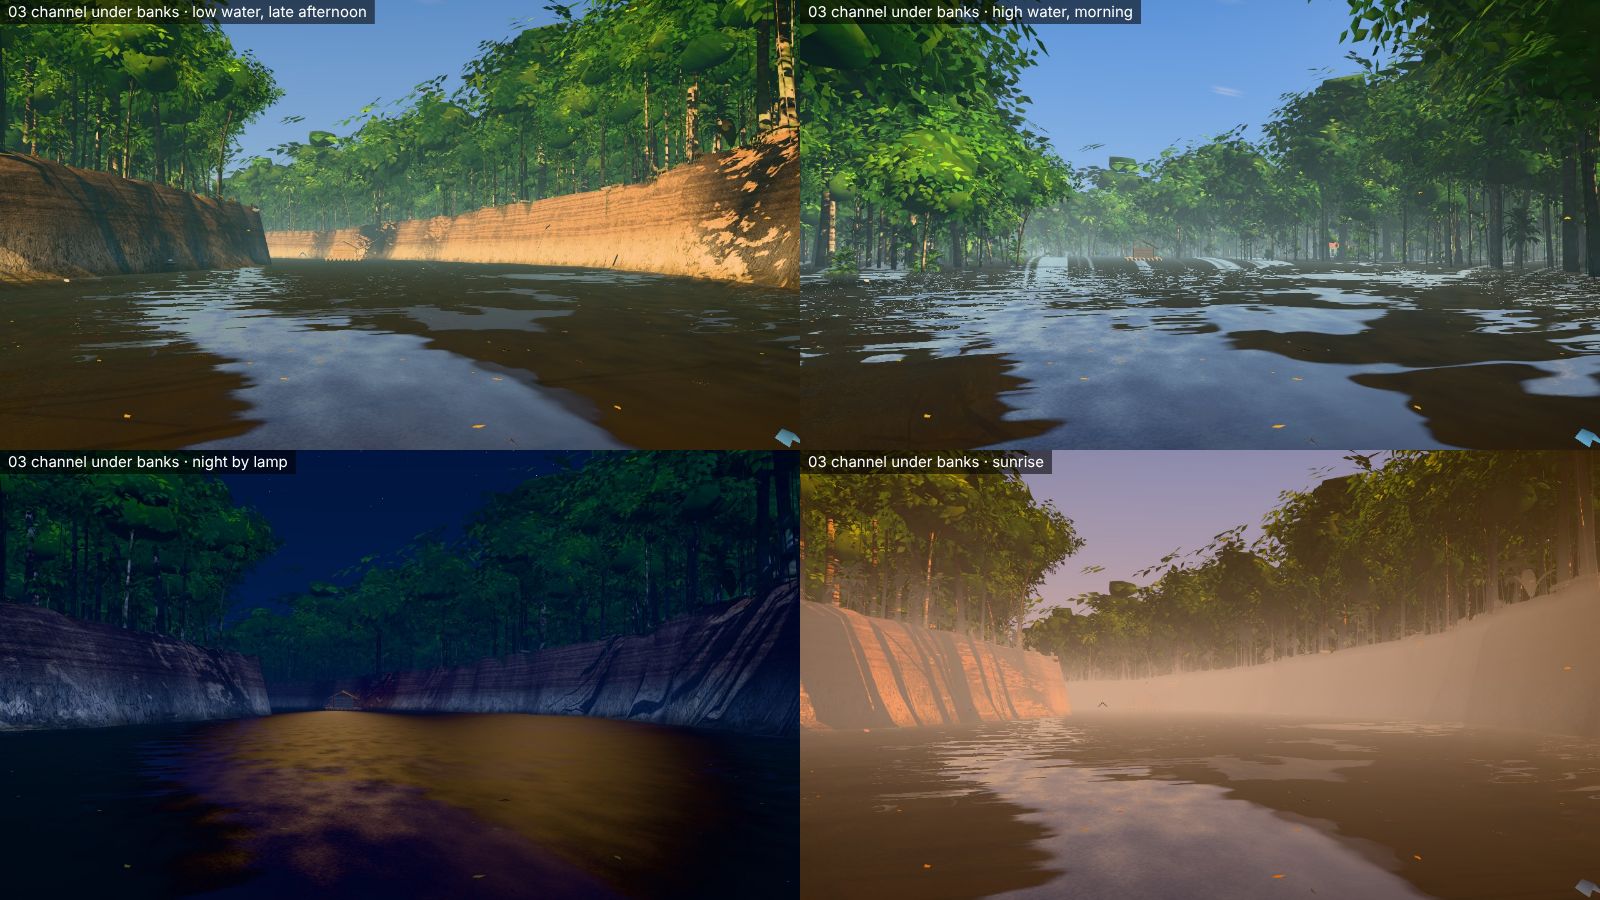 03 channel under banks · low water, late afternoon
03 channel under banks · high water, morning
03 channel under banks · night by lamp
03 channel under banks · sunrise